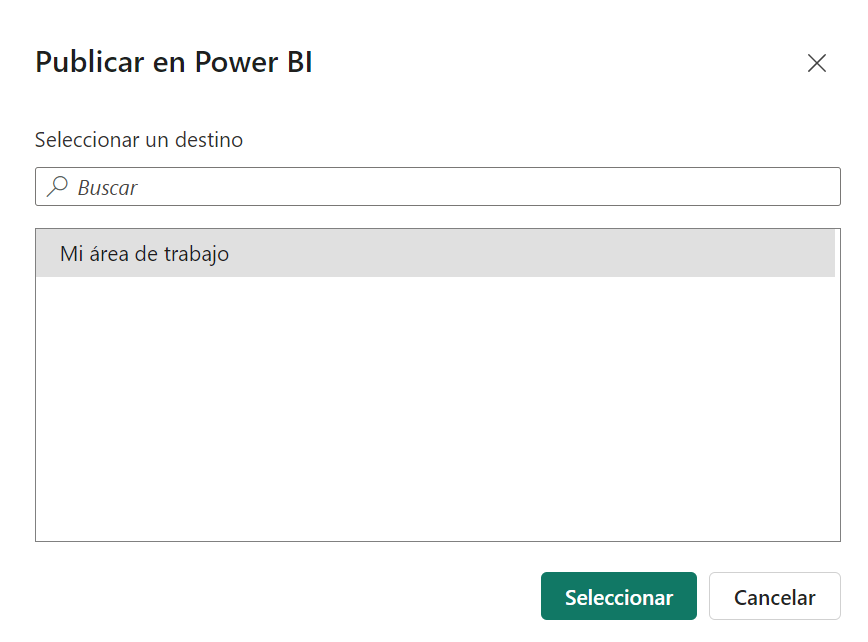 Publicar en Power BI
Seleccionar un destino
Buscar
Mi área de trabajo
Seleccionar
Cancelar